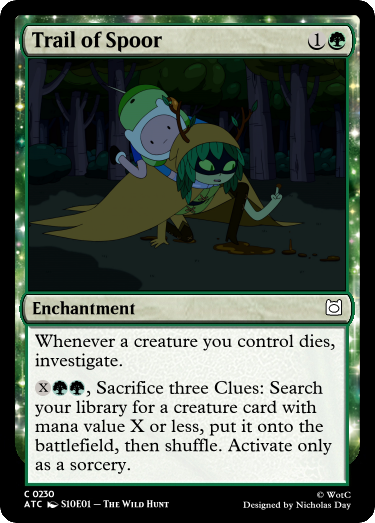 Trail of Spoor 1
Enchantment
Whenever a creature you control dies,
investigate.
X, Sacrifice three Clues: Search
your library for a creature card with
mana value X or less, put it onto the
battlefield, then shuffle. Activate only
as a sorcery.
C 0230 © WotC
ATC S10E01 – The Wild Hunt Designed by Nicholas Day